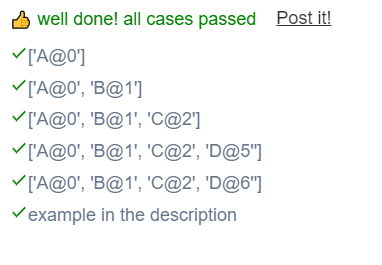 well done! all cases passed Post it!
['A@0']
['A@0', 'B@1']
['A@0', 'B@1', 'C@2']
['A@0', 'B@1', 'C@2', 'D@5"]
['A@0', 'B@1', 'C@2', 'D@6"]
example in the description